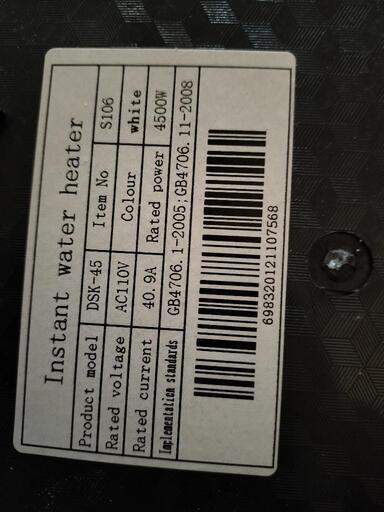 Instant water heater
Product model DSK-45 Item No S106
Rated voltage AC110V Colour white
Rated current 40.9A Rated power 4500W
Implementation standards GB4706.1-2005;GB4706.11-2008
698320121107568